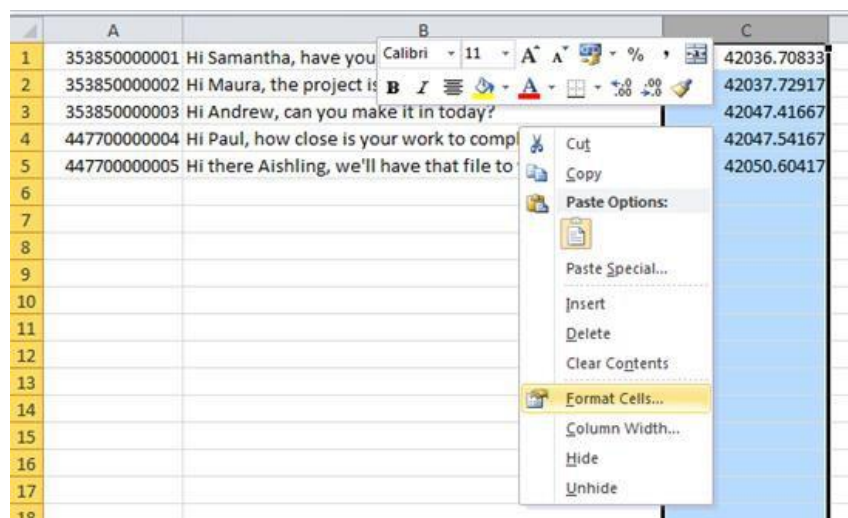 A B C
1 353850000001 Hi Samantha, have you 42036.70833
2 353850000002 Hi Maura, the project is 42037.72917
3 353850000003 Hi Andrew, can you make it in today? 42047.41667
4 447700000004 Hi Paul, how close is your work to compl 42047.54167
5 447700000005 Hi there Aishling, we'll have that file to 42050.60417
6
7
8
9
10
11
12
13
14
15
16
17
18
Calibri 11 A A % ,
B I A .0 .00 .00 .0
Cut
Copy
Paste Options:
Paste Special...
Insert
Delete
Clear Contents
Format Cells...
Column Width...
Hide
Unhide